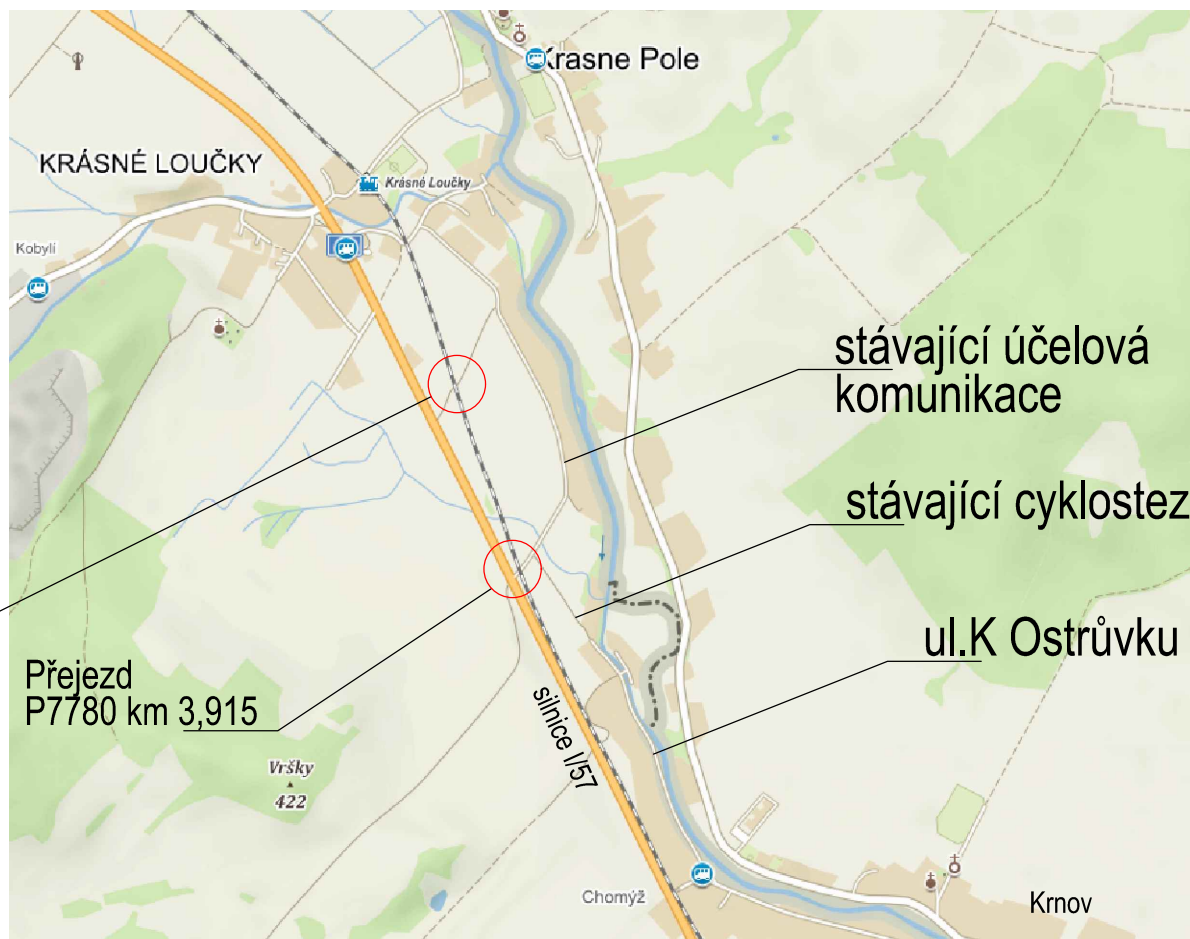 Krasne Pole
KRÁSNÉ LOUČKY
Krásné Loučky
Kobylí
stávající účelová
komunikace
stávající cyklostez
ul.K Ostrůvku
Přejezd
P7780 km 3,915
silnice I/57
Vršky
422
Chomýž
Krnov